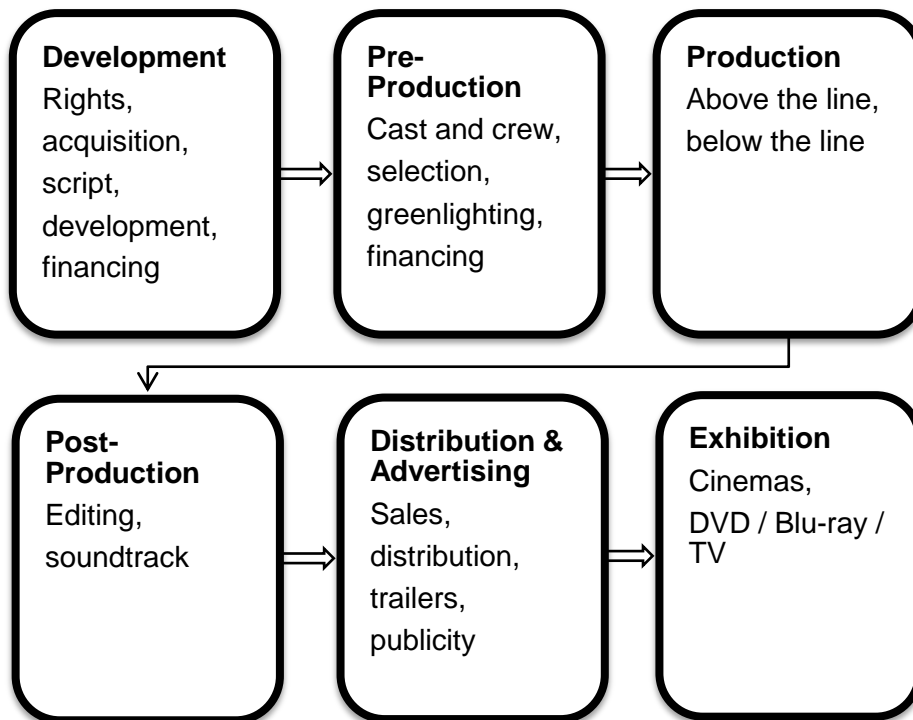 Development
Rights,
acquisition,
script,
development,
financing
Pre-
Production
Cast and crew,
selection,
greenlighting,
financing
Production
Above the line,
below the line
Post-
Production
Editing,
soundtrack
Distribution &
Advertising
Sales,
distribution,
trailers,
publicity
Exhibition
Cinemas,
DVD / Blu-ray /
TV